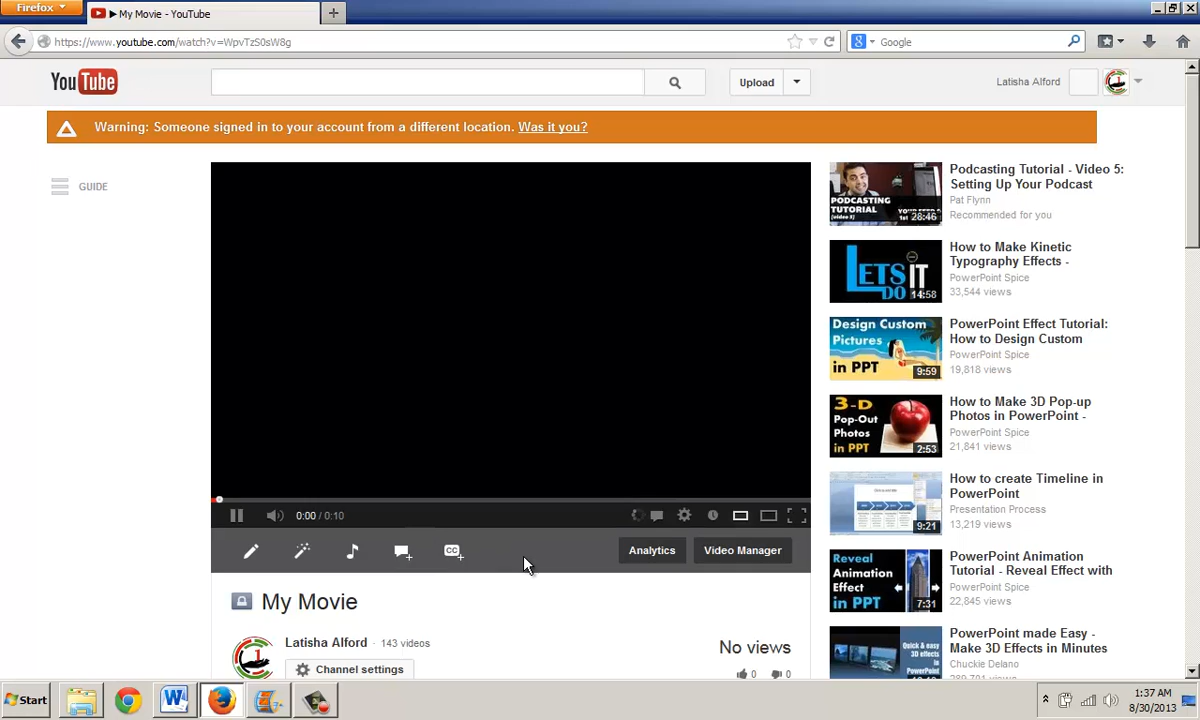 Firefox
My Movie - YouTube
https://www.youtube.com/watch?v=WpvTzS0sW8g
Google
YouTube
Upload
Latisha Alford
Warning: Someone signed in to your account from a different location. Was it you?
GUIDE
0:00 / 0:10
Analytics
Video Manager
My Movie
Latisha Alford · 143 videos
No views
Channel settings
0
0
PODCASTING
TUTORIAL
28:46
Podcasting Tutorial - Video 5:
Setting Up Your Podcast
Pat Flynn
Recommended for you
LETS IT
DO
14:58
How to Make Kinetic
Typography Effects -
PowerPoint Spice
33,544 views
Design Custom
Pictures
in PPT
9:59
PowerPoint Effect Tutorial:
How to Design Custom
PowerPoint Spice
19,818 views
3-D
Pop-Out
Photos
in PPT
2:53
How to Make 3D Pop-up
Photos in PowerPoint -
PowerPoint Spice
21,841 views
9:21
How to create Timeline in
PowerPoint
Presentation Process
13,219 views
Reveal
Animation
Effect
in PPT
7:31
PowerPoint Animation
Tutorial - Reveal Effect with
PowerPoint Spice
22,845 views
Quick & easy
3D effects in
PowerPoint made Easy -
Make 3D Effects in Minutes
Chuckie Delano
Start
1:37 AM
8/30/2013